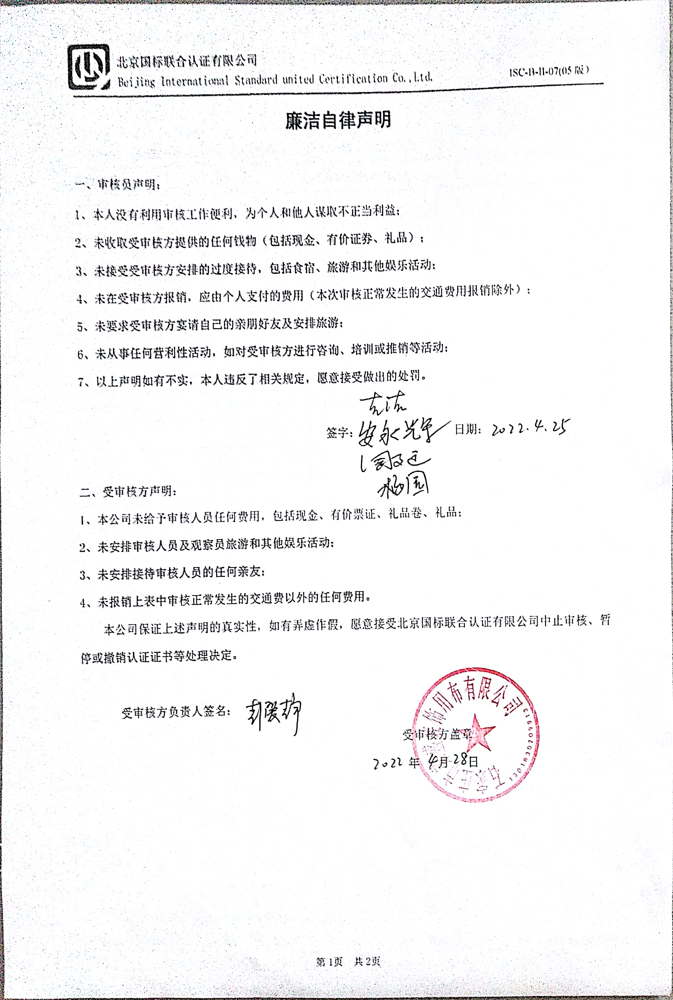 北京国标联合认证有限公司
Beijing International Standard united Certification Co.,Ltd.
ISC-B-II-07(05版)
廉洁自律声明
一、审核员声明:
1、本人没有利用审核工作便利,为个人和他人谋取不正当利益;
2、未收取受审核方提供的任何钱物(包括现金、有价证券、礼品);
3、未接受受审核方安排的过度接待,包括食宿、旅游和其他娱乐活动;
4、未在受审核方报销,应由个人支付的费用(本次审核正常发生的交通费用报销除外);
5、未要求受审核方宴请自己的亲朋好友及安排旅游;
6、未从事任何营利性活动,如对受审核方进行咨询、培训或推销等活动;
7、以上声明如有不实,本人违反了相关规定,愿意接受做出的处罚。
吉洁
签字: 日期: 2022.4.25
杨园
二、受审核方声明:
1、本公司未给予审核人员任何费用,包括现金、有价票证、礼品卷、礼品;
2、未安排审核人员及观察员旅游和其他娱乐活动;
3、未安排接待审核人员的任何亲友;
4、未报销上表中审核正常发生的交通费以外的任何费用。
本公司保证上述声明的真实性,如有弄虚作假,愿意接受北京国标联合认证有限公司中止审核、暂
停或撤销认证证书等处理决定。
受审核方负责人签名:
石家庄市 饰用布有限公司
1301830209913
受审核方盖章
2022年4月28日
第1页 共2页